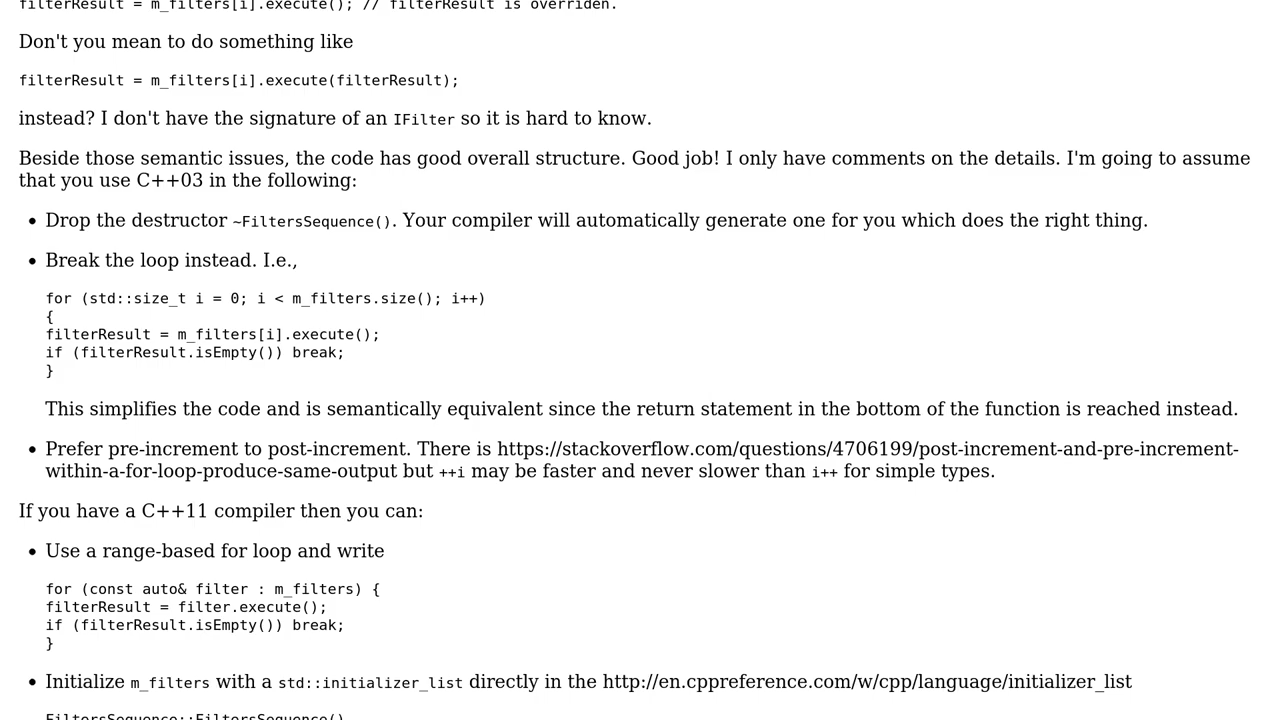 filterResult = m_filters[i].execute(); // filterResult is overriden.
Don't you mean to do something like
filterResult = m_filters[i].execute(filterResult);
instead? I don't have the signature of an IFilter so it is hard to know.
Beside those semantic issues, the code has good overall structure. Good job! I only have comments on the details. I'm going to assume
that you use C++03 in the following:
• Drop the destructor ~FiltersSequence(). Your compiler will automatically generate one for you which does the right thing.
• Break the loop instead. I.e.,
for (std::size_t i = 0; i < m_filters.size(); i++)
{
filterResult = m_filters[i].execute();
if (filterResult.isEmpty()) break;
}
This simplifies the code and is semantically equivalent since the return statement in the bottom of the function is reached instead.
• Prefer pre-increment to post-increment. There is https://stackoverflow.com/questions/4706199/post-increment-and-pre-increment-
within-a-for-loop-produce-same-output but ++i may be faster and never slower than i++ for simple types.
If you have a C++11 compiler then you can:
• Use a range-based for loop and write
for (const auto& filter : m_filters) {
filterResult = filter.execute();
if (filterResult.isEmpty()) break;
}
• Initialize m_filters with a std::initializer_list directly in the http://en.cppreference.com/w/cpp/language/initializer_list
FiltersSequence::FiltersSequence()